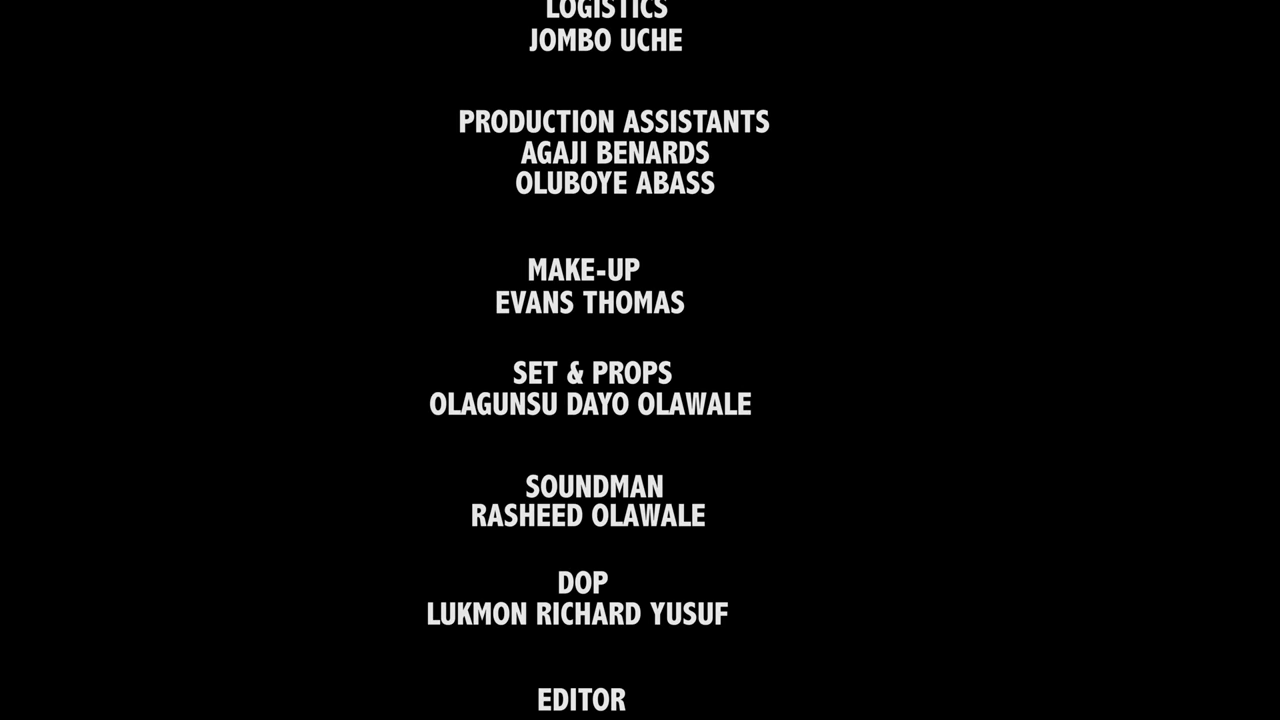 LOGISTICS
JOMBO UCHE
PRODUCTION ASSISTANTS
AGAJI BENARDS
OLUBOYE ABASS
MAKE-UP
EVANS THOMAS
SET & PROPS
OLAGUNSU DAYO OLAWALE
SOUNDMAN
RASHEED OLAWALE
DOP
LUKMON RICHARD YUSUF
EDITOR